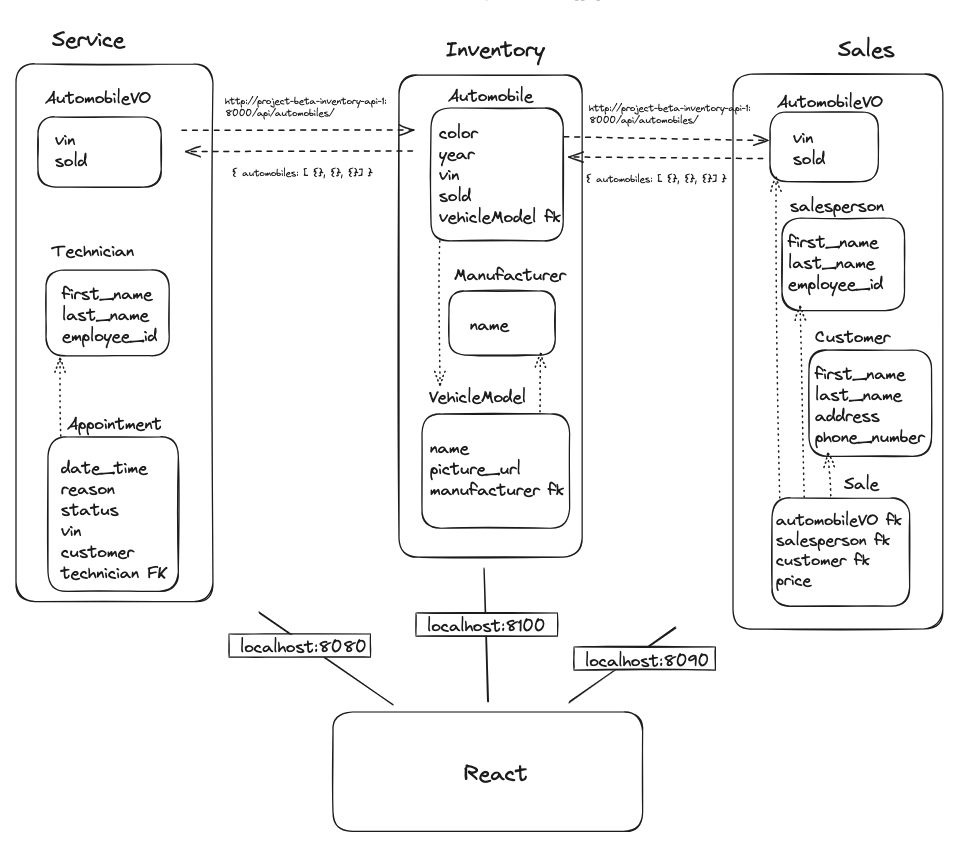 Service
AutomobileVO
vin
sold
Technician
first_name
last_name
employee_id
Appointment
date_time
reason
status
vin
customer
technician FK
http://project-beta-inventory-api-1:
8000/api/automobiles/
{ automobiles: [ {}, {}, {}] }
Inventory
Automobile
color
year
vin
sold
vehicleModel fk
Manufacturer
name
VehicleModel
name
picture_url
manufacturer fk
http://project-beta-inventory-api-1:
8000/api/automobiles/
{ automobiles: [ {}, {}, {}] }
Sales
AutomobileVO
vin
sold
salesperson
first_name
last_name
employee_id
Customer
first_name
last_name
address
phone_number
Sale
automobileVO fk
salesperson fk
customer fk
price
localhost:8080
localhost:8100
localhost:8090
React